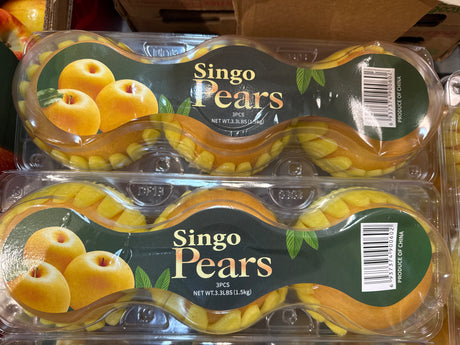 Singo
Pears
3PCS
NET WT.3.3LBS (1.5kg)
PRODUCE OF CHINA
Singo
Pears
3PCS
NET WT.3.3LBS (1.5kg)
PRODUCE OF CHINA